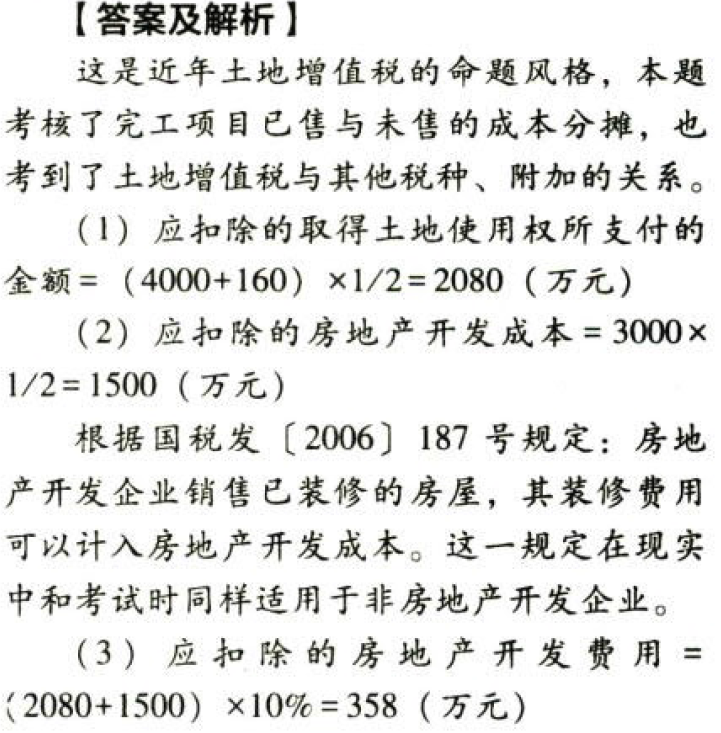 【答案及解析】
这是近年土地增值税的命题风格，本题
考核了完工项目已售与未售的成本分摊，也
考到了土地增值税与其他税种、附加的关系。
（1）应扣除的取得土地使用权所支付的
金额=（4000+160）×1/2=2080（万元）
（2）应扣除的房地产开发成本=3000×
1/2=1500（万元）
根据国税发〔2006〕187 号规定：房地
产开发企业销售已装修的房屋，其装修费用
可以计入房地产开发成本。这一规定在现实
中和考试时同样适用于非房地产开发企业。
（3）应扣除的房地产开发费用=
（2080+1500）×10%=358（万元）